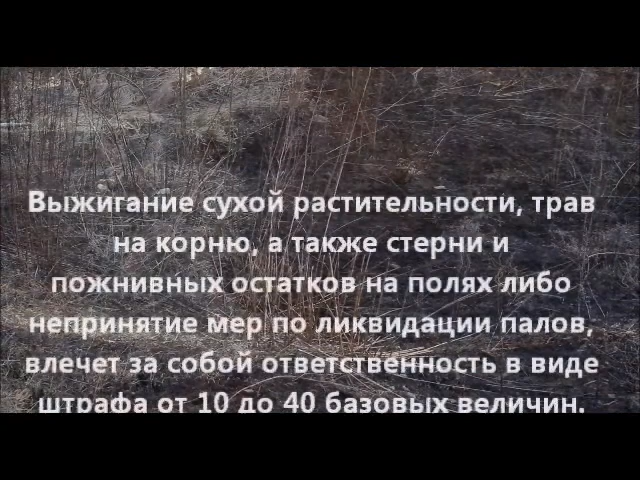 Выжигание сухой растительности, трав
на корню, а также стерни и
пожнивных остатков на полях либо
непринятие мер по ликвидации палов,
влечет за собой ответственность в виде
штрафа от 10 до 40 базовых величин.